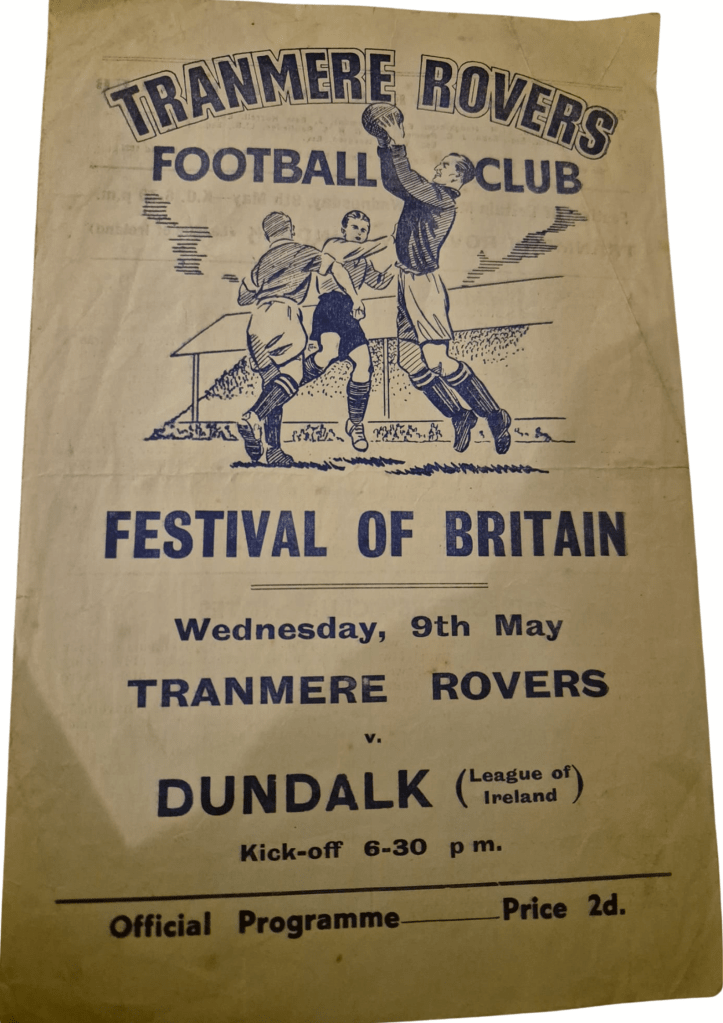 TRANMERE ROVERS
FOOTBALL CLUB
FESTIVAL OF BRITAIN
Wednesday, 9th May
TRANMERE ROVERS
v.
DUNDALK (League of
Ireland)
Kick-off 6-30 p m.
Official Programme——Price 2d.